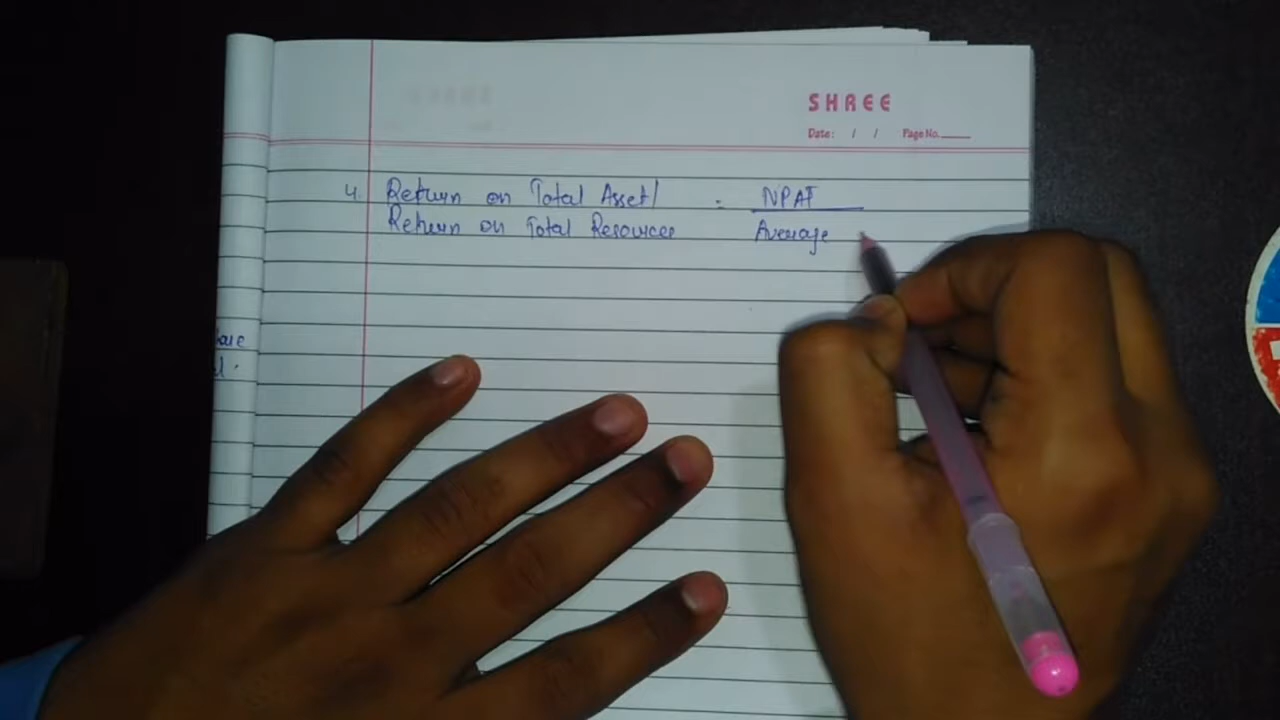 SHREE
Date: / / Page No.
4. Return on Total Asset/ = NPAT
Return on Total Resources Average